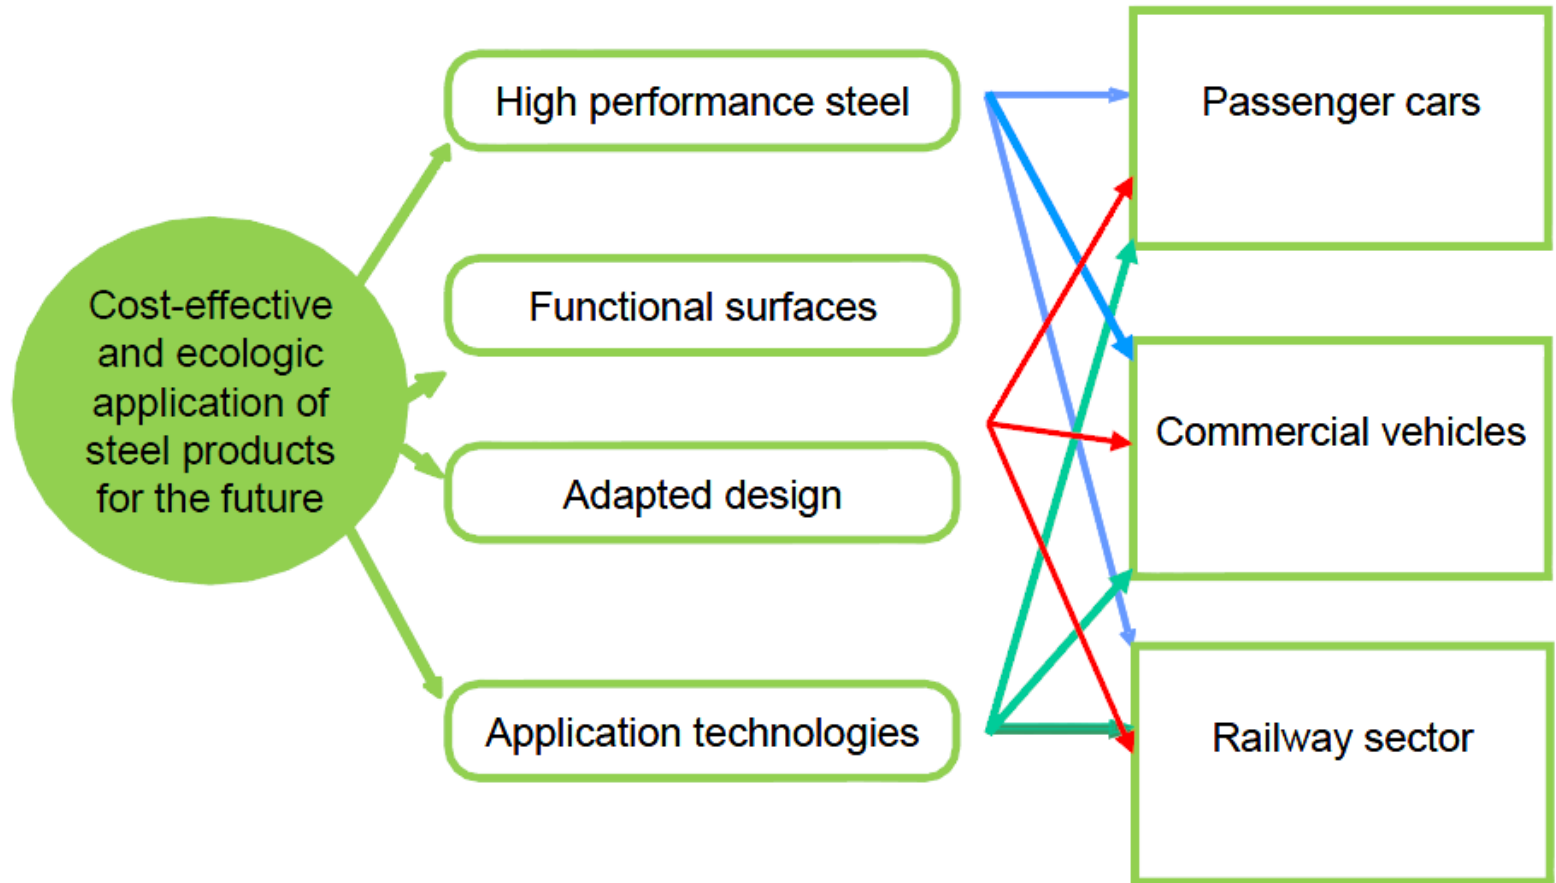 Cost-effective
and ecologic
application of
steel products
for the future
High performance steel
Functional surfaces
Adapted design
Application technologies
Passenger cars
Commercial vehicles
Railway sector